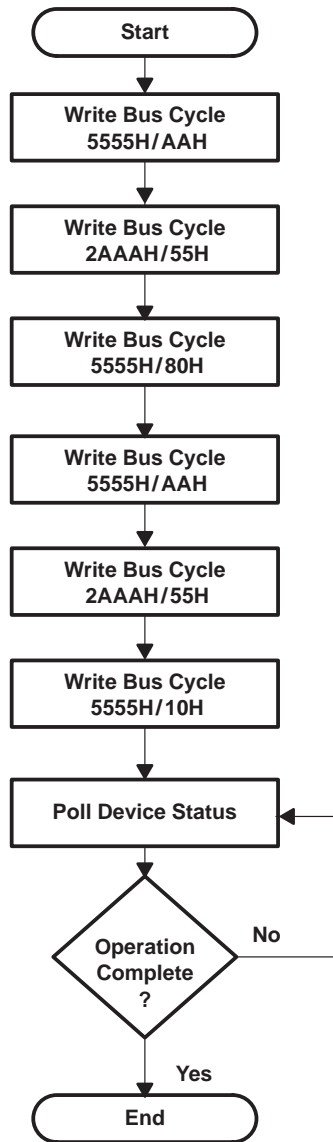 Start
Write Bus Cycle
5555H/AAH
Write Bus Cycle
2AAAH/55H
Write Bus Cycle
5555H/80H
Write Bus Cycle
5555H/AAH
Write Bus Cycle
2AAAH/55H
Write Bus Cycle
5555H/10H
Poll Device Status
Operation
Complete
?
No
Yes
End